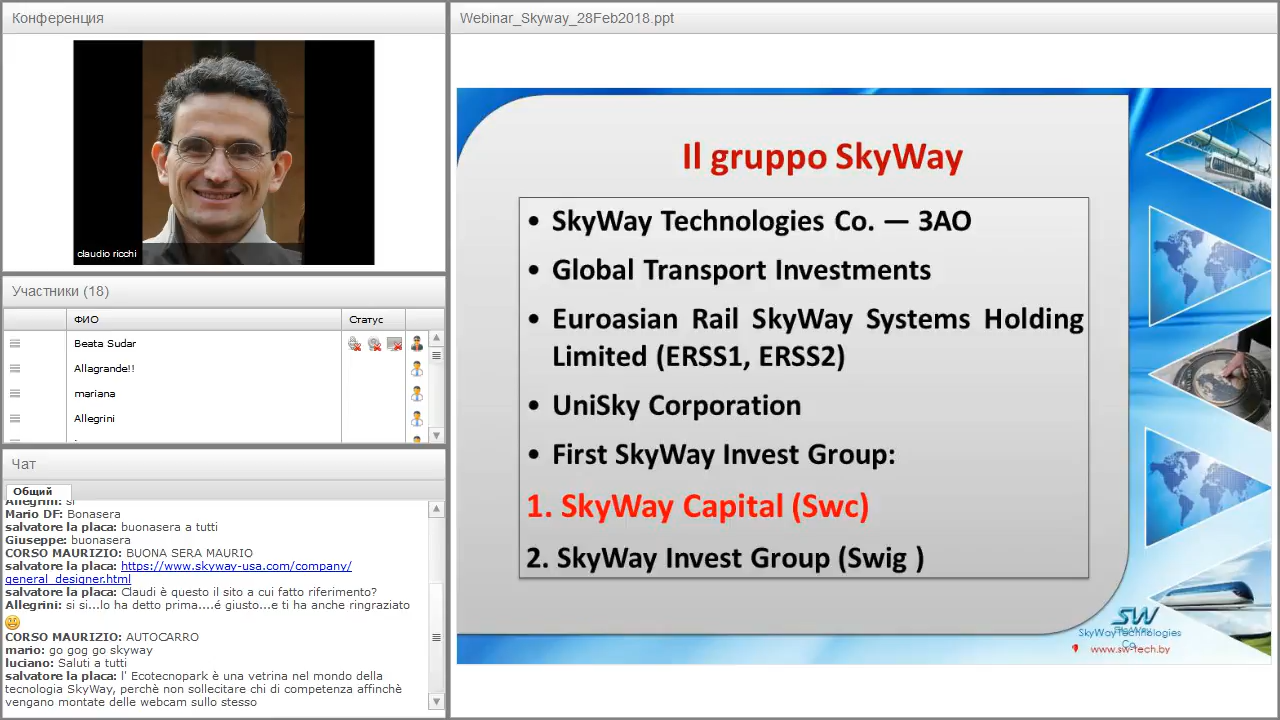 Конференция
claudio ricchi
Участники (18)
ФИО
Статус
Beata Sudar
Allagrande!!
mariana
Allegrini
Чат
Общий
Allegrini: si
Mario DF: Bonasera
salvatore la placa: buonasera a tutti
Giuseppe: buonasera
CORSO MAURIZIO: BUONA SERA MAURIO
salvatore la placa: https://www.skyway-usa.com/company/
general_designer.html
salvatore la placa: Claudi è questo il sito a cui fatto riferimento?
Allegrini: si si...lo ha detto prima....é giusto...e ti ha anche ringraziato
CORSO MAURIZIO: AUTOCARRO
mario: go gog go skyway
luciano: Saluti a tutti
salvatore la placa: l' Ecotecnopark è una vetrina nel mondo della
tecnologia SkyWay, perchè non sollecitare chi di competenza affinchè
vengano montate delle webcam sullo stesso
Webinar_Skyway_28Feb2018.ppt
Il gruppo SkyWay
• SkyWay Technologies Co. — ЗАО
• Global Transport Investments
• Euroasian Rail SkyWay Systems Holding
Limited (ERSS1, ERSS2)
• UniSky Corporation
• First SkyWay Invest Group:
1. SkyWay Capital (Swc)
2. SkyWay Invest Group (Swig )
SW
SkyWay Technologies
Co.
www.sw-tech.by